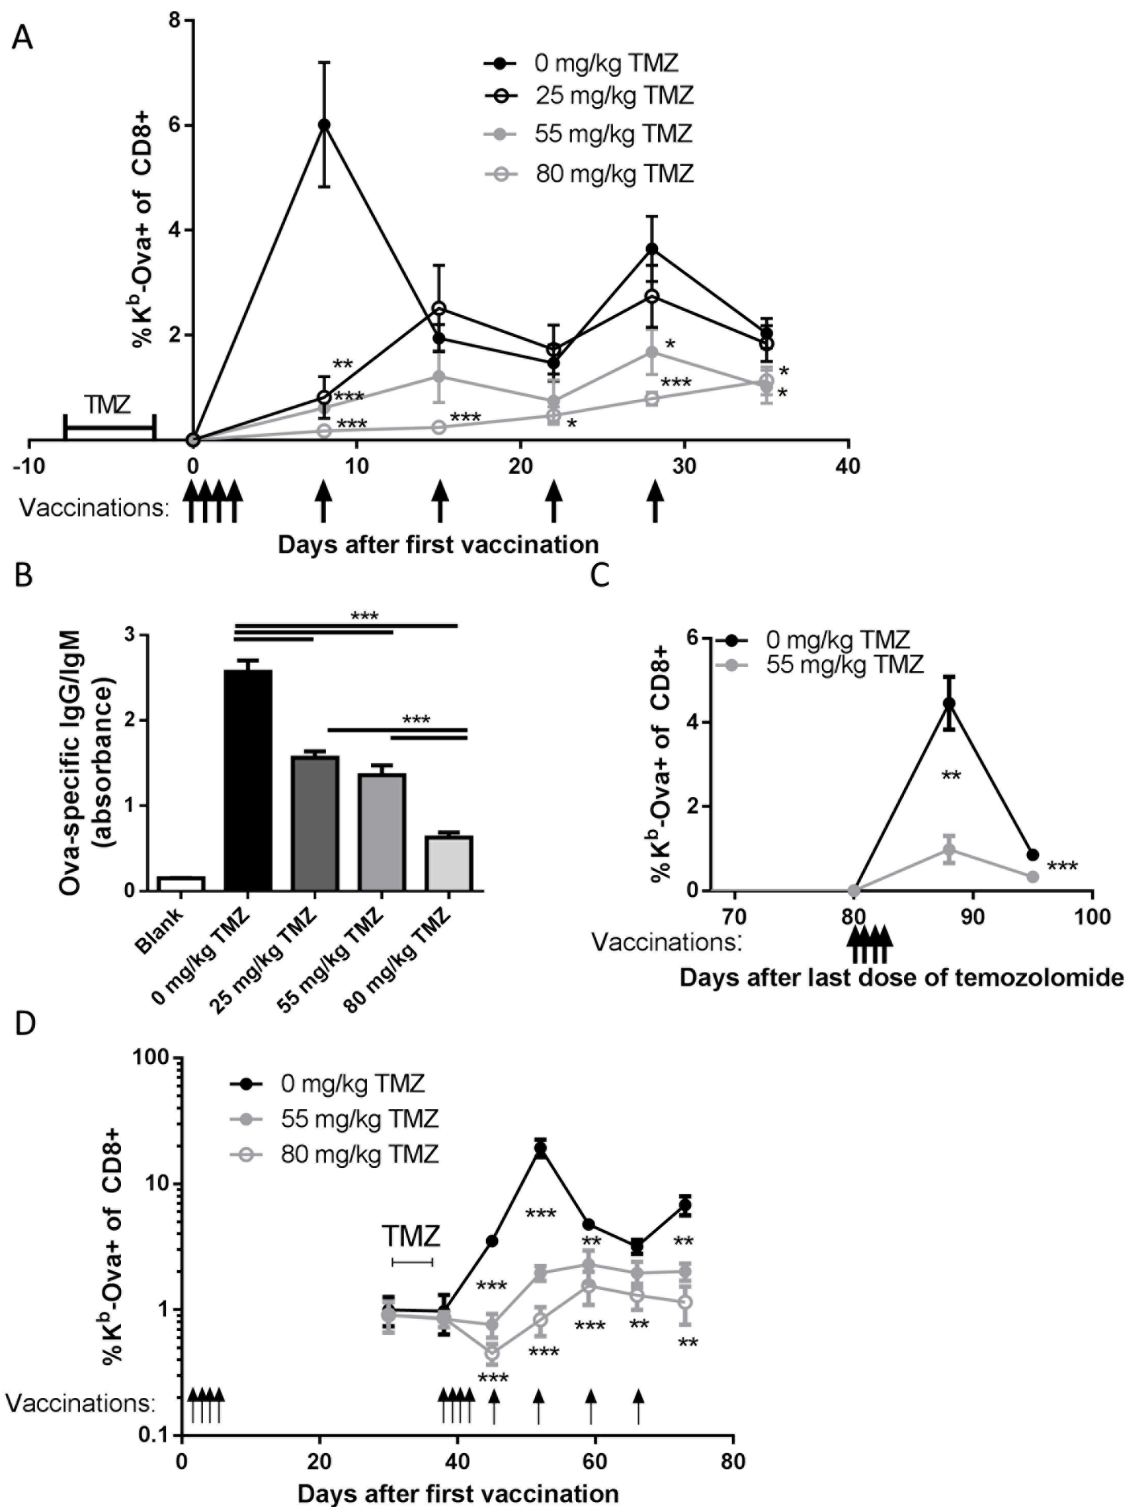 A
%Kᵇ-Ova+ of CD8+
8
6
4
2
0 mg/kg TMZ
25 mg/kg TMZ
55 mg/kg TMZ
80 mg/kg TMZ
**
***
***
***
*
*
***
*
*
TMZ
-10 0 10 20 30 40
Vaccinations:
Days after first vaccination
B
Ova-specific IgG/IgM
(absorbance)
3
2
1
0
***
***
Blank
0 mg/kg TMZ
25 mg/kg TMZ
55 mg/kg TMZ
80 mg/kg TMZ
C
%Kᵇ-Ova+ of CD8+
6
4
2
0
0 mg/kg TMZ
55 mg/kg TMZ
**
***
70 80 90 100
Vaccinations:
Days after last dose of temozolomide
D
%Kᵇ-Ova+ of CD8+
100
10
1
0.1
0 mg/kg TMZ
55 mg/kg TMZ
80 mg/kg TMZ
TMZ
***
***
**
**
***
***
***
**
**
Vaccinations:
0 20 40 60 80
Days after first vaccination